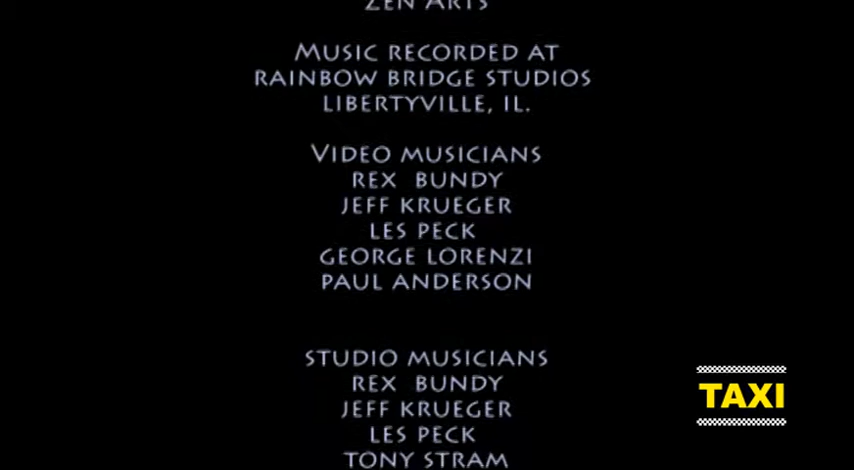 ZEN ARTS
MUSIC RECORDED AT
RAINBOW BRIDGE STUDIOS
LIBERTYVILLE, IL.
VIDEO MUSICIANS
REX BUNDY
JEFF KRUEGER
LES PECK
GEORGE LORENZI
PAUL ANDERSON
STUDIO MUSICIANS
REX BUNDY
JEFF KRUEGER
LES PECK
TONY STRAM
TAXI